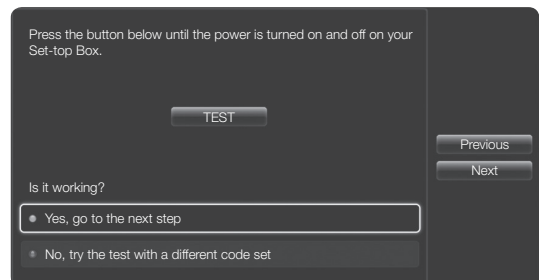 Press the button below until the power is turned on and off on your
Set-top Box.
TEST
Previous
Next
Is it working?
Yes, go to the next step
No, try the test with a different code set